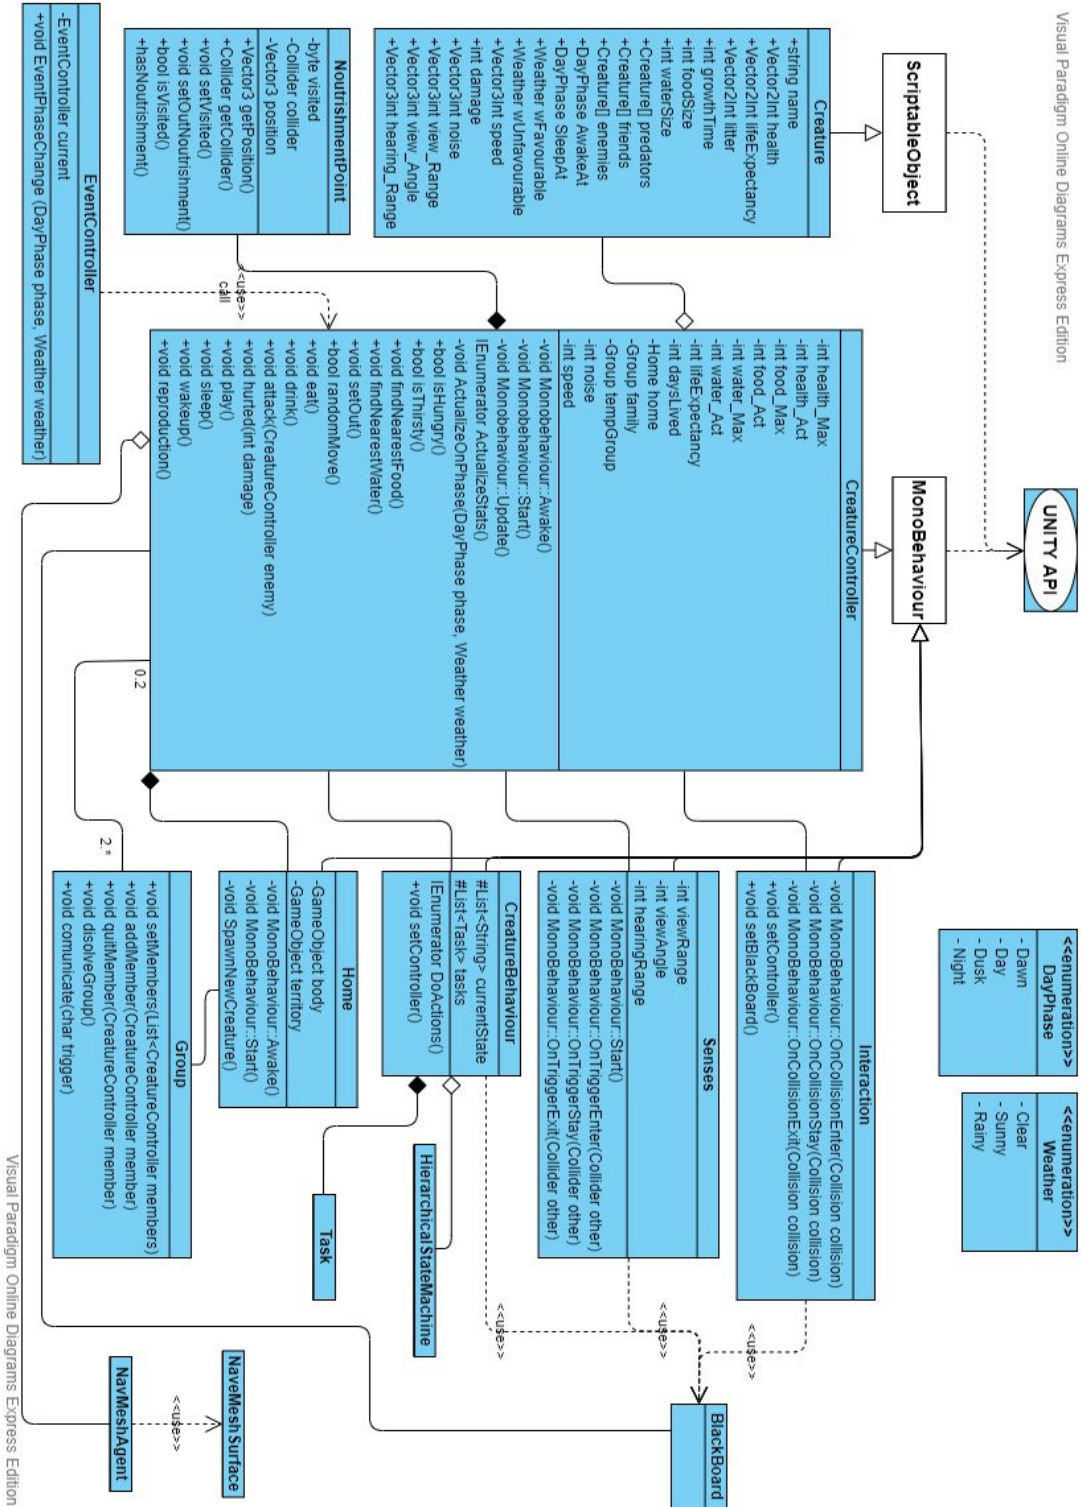 Visual Paradigm Online Diagrams Express Edition
UNITY API
ScriptableObject
MonoBehaviour
<<enumeration>>
DayPhase
- Dawn
- Day
- Dusk
- Night
<<enumeration>>
Weather
- Clear
- Sunny
- Rainy
Creature
+string name
+Vector2Int health
+Vector2Int lifeExpectancy
+Vector2Int litter
+int growthTime
+int foodSize
+int waterSize
+Creature[] predators
+Creature[] friends
+Creature[] enemies
+DayPhase AwakeAt
+DayPhase SleepAt
+Weather wFavourable
+Weather wUnfavourable
+Vector3Int speed
+int damage
+Vector3int noise
+Vector3int view_Range
+Vector3int view_Angle
+Vector3int hearing_Range
CreatureController
-int health_Max
-int health_Act
-int food_Max
-int food_Act
-int water_Max
-int water_Act
-int lifeExpectancy
-int daysLived
-Home home
-Group family
-Group tempGroup
-int noise
-int speed
-void Monobehaviour::Awake()
-void Monobehaviour::Start()
-void Monobehaviour::Update()
IEnumerator ActualizeStats()
-void ActualizeOnPhase(DayPhase phase, Weather weather)
+bool isHungry()
+bool isThirsty()
+void findNearestFood()
+void findNearestWater()
+void setOut()
+bool randomMove()
+void eat()
+void drink()
+void attack(CreatureController enemy)
+void hurted(int damage)
+void play()
+void sleep()
+void wakeup()
+void reproduction()
Interaction
-void MonoBehaviour::OnCollisionEnter(Collision collision)
-void MonoBehaviour::OnCollisionStay(Collision collision)
-void MonoBehaviour::OnCollisionExit(Collision collision)
+void setController()
+void setBlackBoard()
Senses
-int viewRange
-int viewAngle
-int hearingRange
-void MonoBehaviour::Start()
-void MonoBehaviour::OnTriggerEnter(Collider other)
-void MonoBehaviour::OnTriggerStay(Collider other)
-void MonoBehaviour::OnTriggerExit(Collider other)
<<use>>
<<use>>
<<use>>
BlackBoard
CreatureBehaviour
#List<String> currentState
#List<Task> tasks
IEnumerator DoActions()
+void setController()
HierarchicalStateMachine
Task
NoutrishmentPoint
-byte visited
-Collider collider
-Vector3 position
+Vector3 getPosition()
+Collider getCollider()
+void setVisited()
+void setOutNoutrishment()
+bool isVisited()
+hasNoutrishment()
<<use>>
call
Home
-GameObject body
-GameObject territory
-void MonoBehaviour::Awake()
-void MonoBehaviour::Start()
-void SpawnNewCreature()
NaveMeshSurface
<<use>>
NavMeshAgent
Group
+void setMembers(List<CreatureController members)
+void addMember(CreatureController member)
+void quitMember(CreatureController member)
+void disolveGroup()
+void comunicate(char trigger)
0.2
2.*
EventController
-EventController current
+void EventPhaseChange (DayPhase phase, Weather weather)
Visual Paradigm Online Diagrams Express Edition